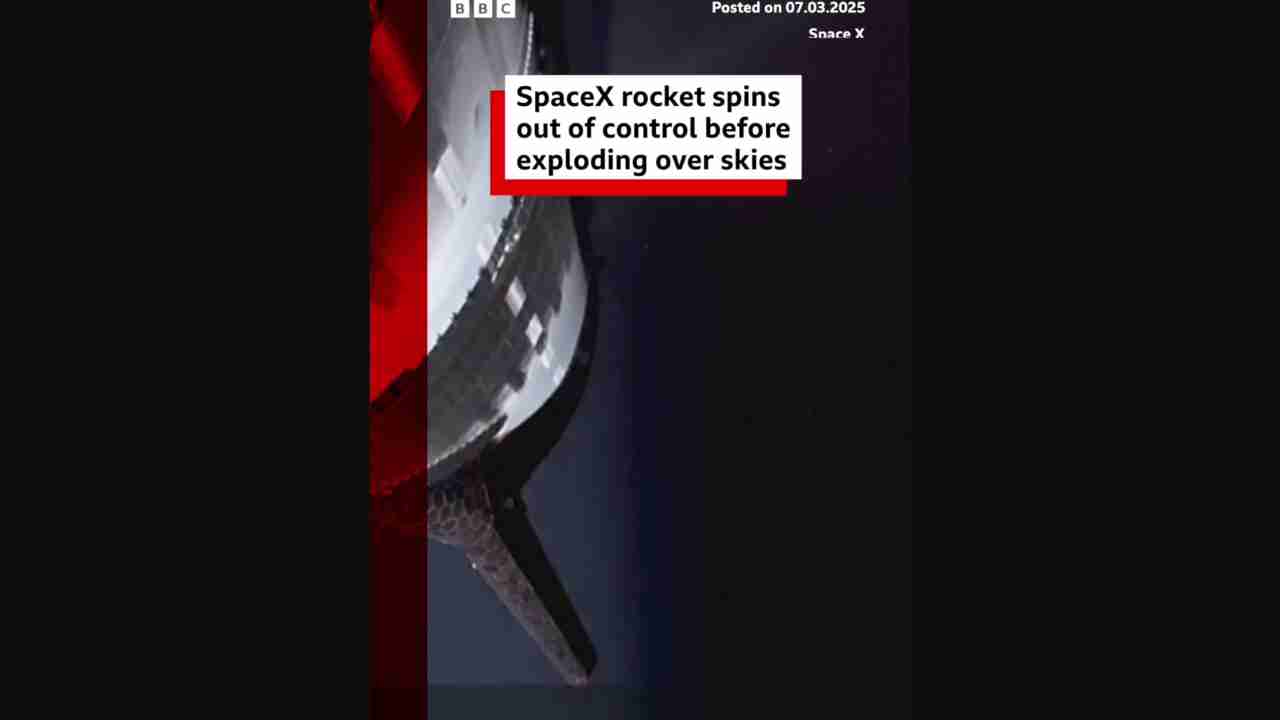 BBC
Posted on 07.03.2025
Space X
SpaceX rocket spins
out of control before
exploding over skies